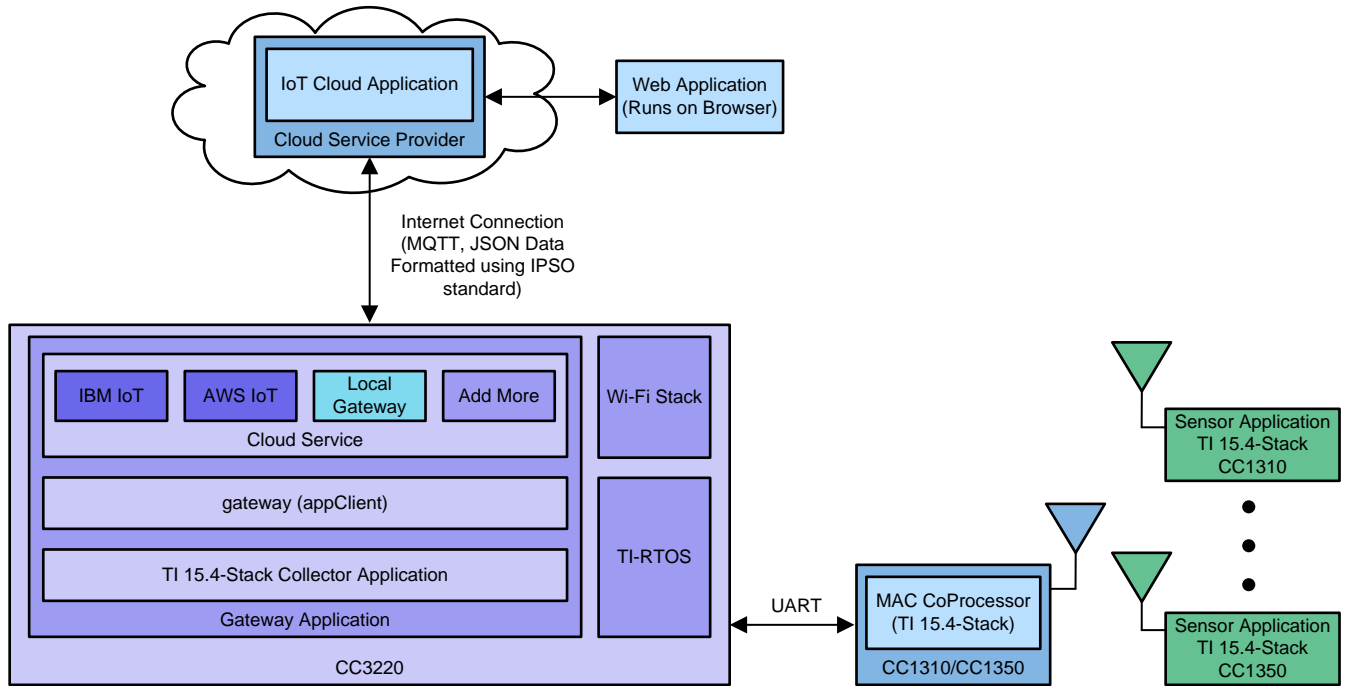 IoT Cloud Application
Cloud Service Provider
Web Application
(Runs on Browser)
Internet Connection
(MQTT, JSON Data
Formatted using IPSO
standard)
IBM IoT
AWS IoT
Local
Gateway
Add More
Cloud Service
gateway (appClient)
TI 15.4-Stack Collector Application
Gateway Application
Wi-Fi Stack
TI-RTOS
CC3220
UART
MAC CoProcessor
(TI 15.4-Stack)
CC1310/CC1350
Sensor Application
TI 15.4-Stack
CC1310
Sensor Application
TI 15.4-Stack
CC1350